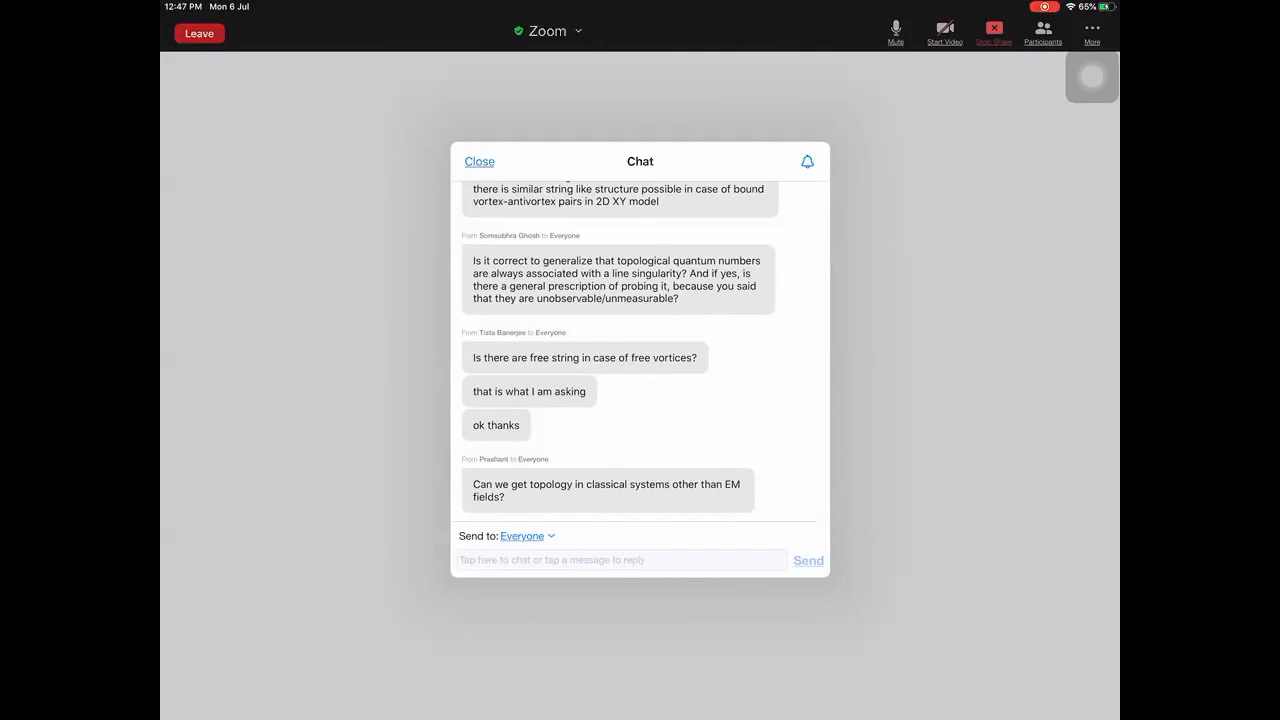 12:47 PM Mon 6 Jul
65%
Leave
Zoom
Mute
Start Video
Stop Share
Participants
More
Close
Chat
there is similar string like structure possible in case of bound
vortex-antivortex pairs in 2D XY model
From Somsubhra Ghosh to Everyone
Is it correct to generalize that topological quantum numbers
are always associated with a line singularity? And if yes, is
there a general prescription of probing it, because you said
that they are unobservable/unmeasurable?
From Tista Banerjee to Everyone
Is there are free string in case of free vortices?
that is what I am asking
ok thanks
From Prashant to Everyone
Can we get topology in classical systems other than EM
fields?
Send to: Everyone
Tap here to chat or tap a message to reply
Send